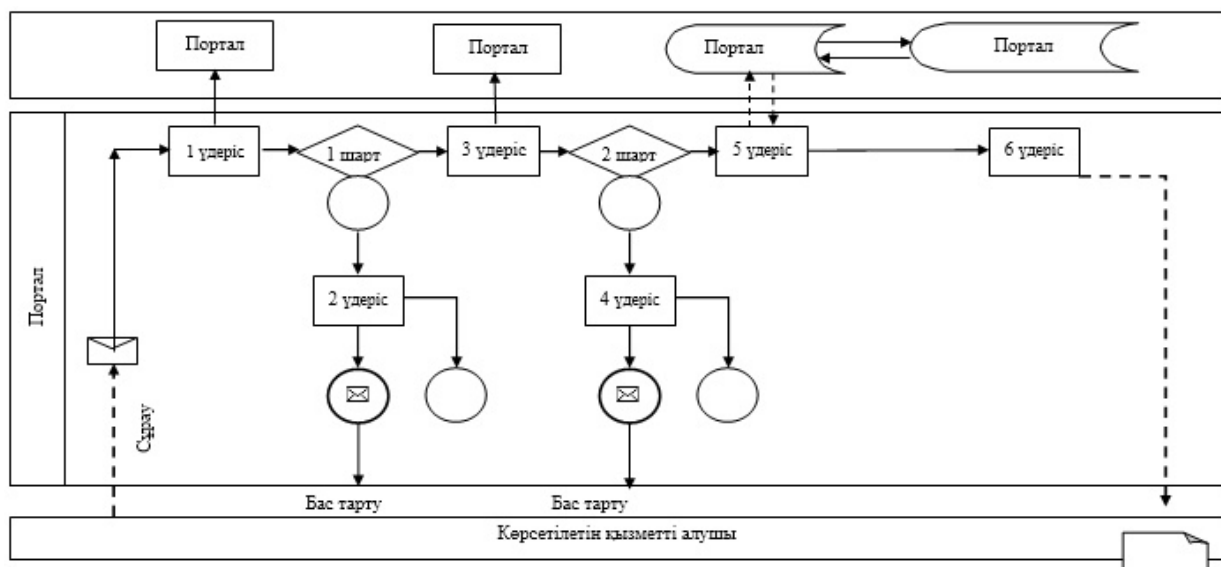 Портал
Портал
Портал
Портал
1 үдеріс
1 шарт
3 үдеріс
2 шарт
5 үдеріс
6 үдеріс
2 үдеріс
4 үдеріс
Портал
Сұрау
Бас тарту
Бас тарту
Көрсетілетін қызметті алушы